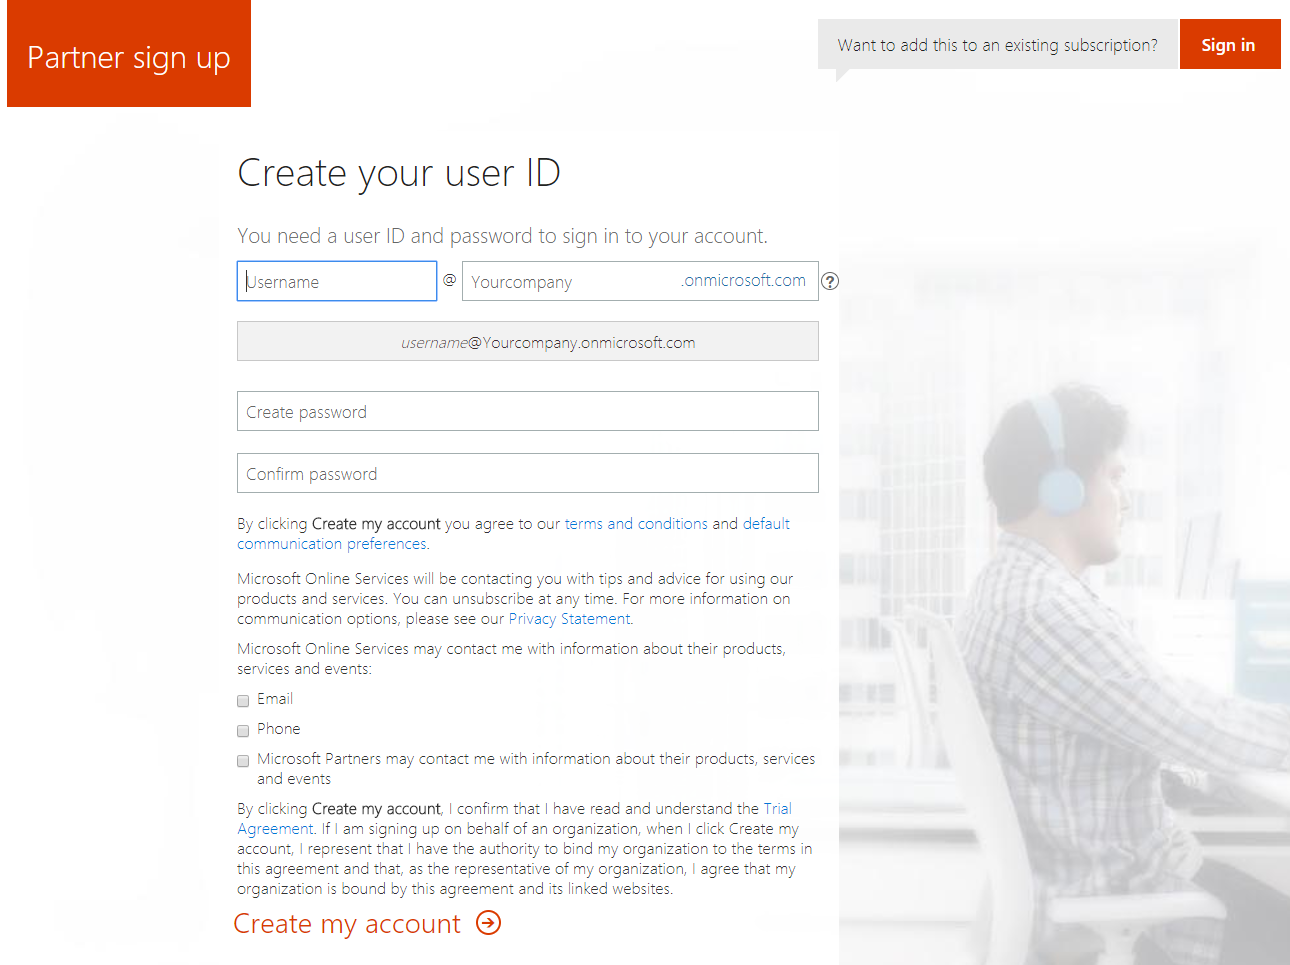 Partner sign up
Want to add this to an existing subscription?
Sign in
Create your user ID
You need a user ID and password to sign in to your account.
Username @ Yourcompany .onmicrosoft.com ?
username@Yourcompany.onmicrosoft.com
Create password
Confirm password
By clicking Create my account you agree to our terms and conditions and default
communication preferences.
Microsoft Online Services will be contacting you with tips and advice for using our
products and services. You can unsubscribe at any time. For more information on
communication options, please see our Privacy Statement.
Microsoft Online Services may contact me with information about their products,
services and events:
Email
Phone
Microsoft Partners may contact me with information about their products, services
and events
By clicking Create my account, I confirm that I have read and understand the Trial
Agreement. If I am signing up on behalf of an organization, when I click Create my
account, I represent that I have the authority to bind my organization to the terms in
this agreement and that, as the representative of my organization, I agree that my
organization is bound by this agreement and its linked websites.
Create my account